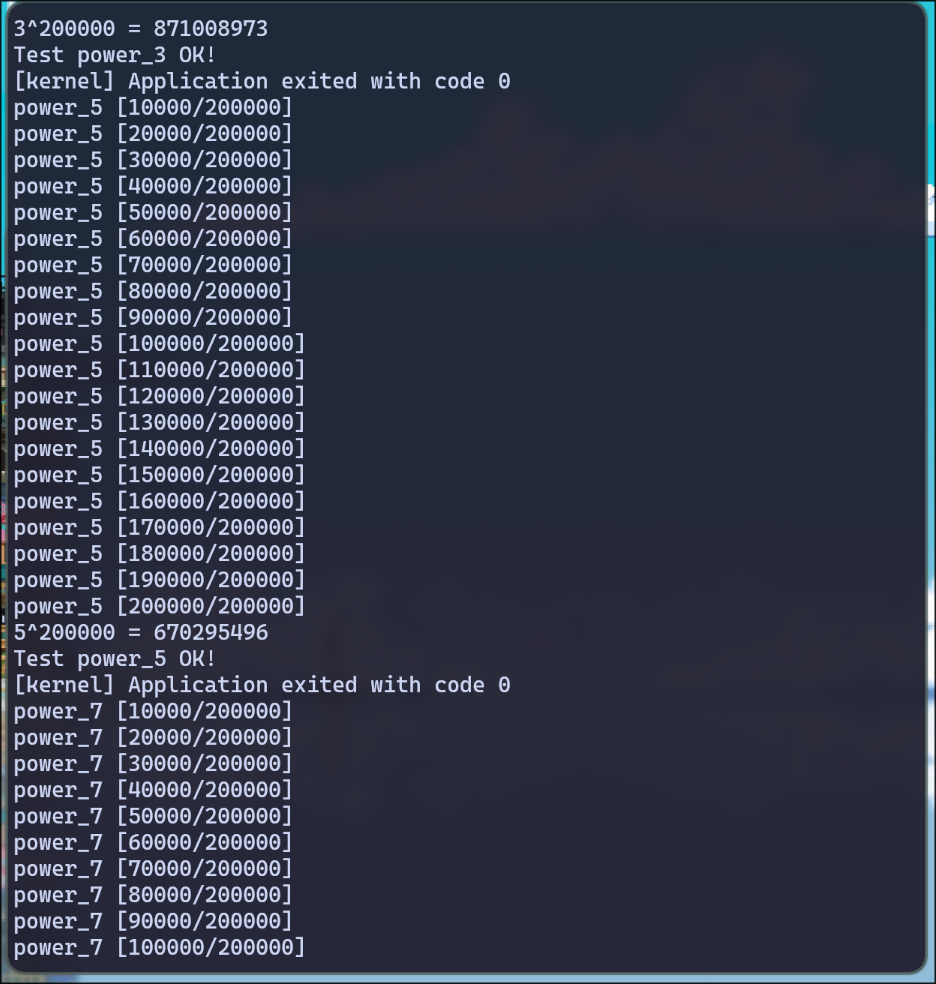 3^200000 = 871008973
Test power_3 OK!
[kernel] Application exited with code 0
power_5 [10000/200000]
power_5 [20000/200000]
power_5 [30000/200000]
power_5 [40000/200000]
power_5 [50000/200000]
power_5 [60000/200000]
power_5 [70000/200000]
power_5 [80000/200000]
power_5 [90000/200000]
power_5 [100000/200000]
power_5 [110000/200000]
power_5 [120000/200000]
power_5 [130000/200000]
power_5 [140000/200000]
power_5 [150000/200000]
power_5 [160000/200000]
power_5 [170000/200000]
power_5 [180000/200000]
power_5 [190000/200000]
power_5 [200000/200000]
5^200000 = 670295496
Test power_5 OK!
[kernel] Application exited with code 0
power_7 [10000/200000]
power_7 [20000/200000]
power_7 [30000/200000]
power_7 [40000/200000]
power_7 [50000/200000]
power_7 [60000/200000]
power_7 [70000/200000]
power_7 [80000/200000]
power_7 [90000/200000]
power_7 [100000/200000]